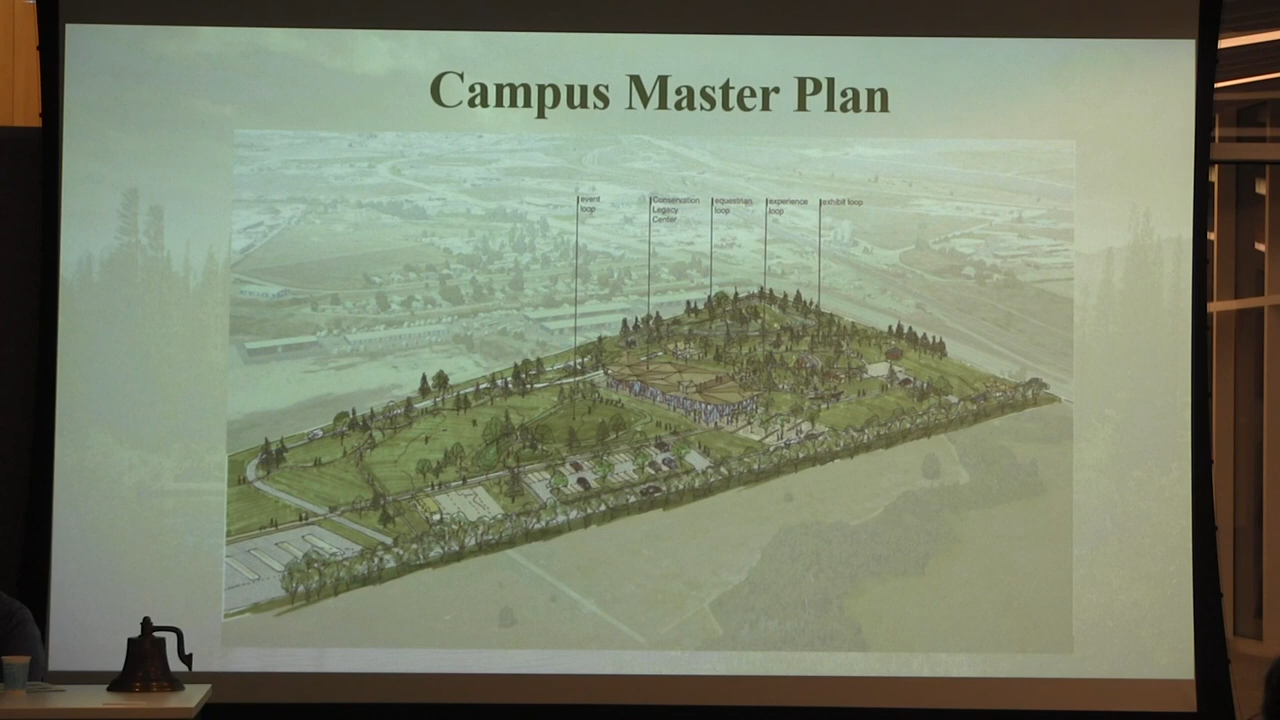 Campus Master Plan
event
loop
Conservation
Legacy
Center
equestrian
loop
experience
loop
exhibit loop